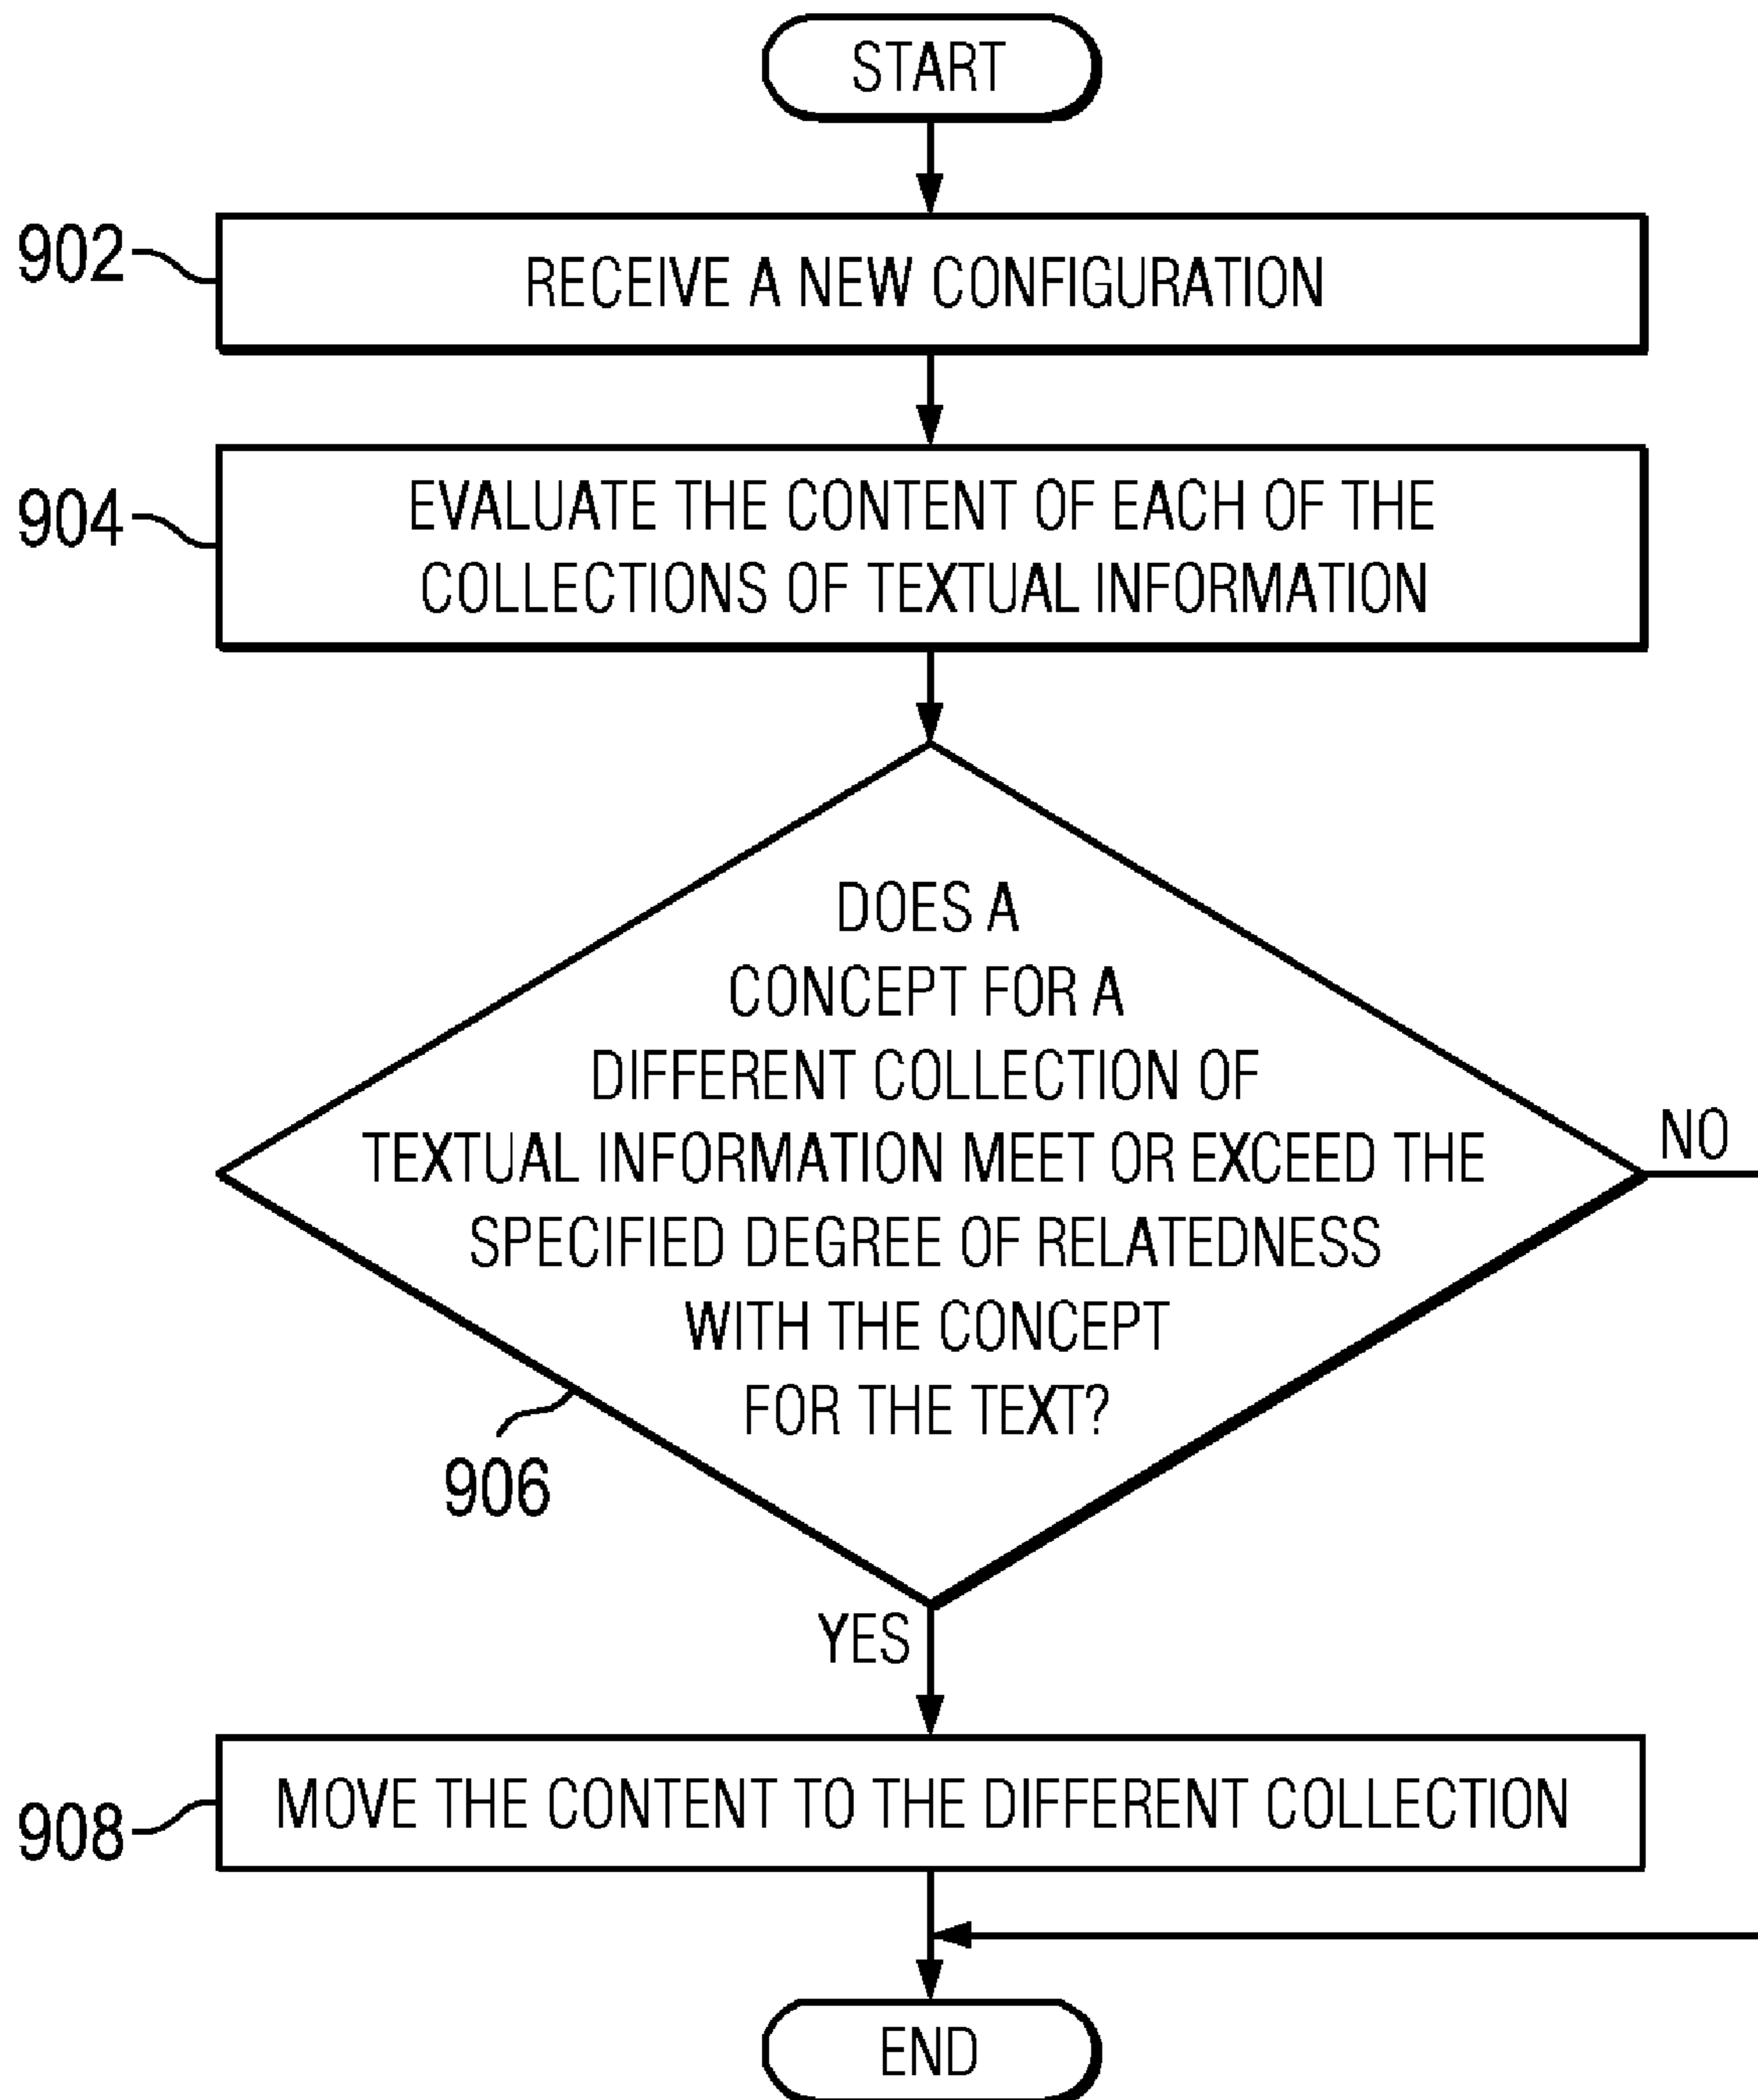 START
902
RECEIVE A NEW CONFIGURATION
904
EVALUATE THE CONTENT OF EACH OF THE
COLLECTIONS OF TEXTUAL INFORMATION
DOES A
CONCEPT FOR A
DIFFERENT COLLECTION OF
TEXTUAL INFORMATION MEET OR EXCEED THE
SPECIFIED DEGREE OF RELATEDNESS
WITH THE CONCEPT
FOR THE TEXT?
NO
906
YES
908
MOVE THE CONTENT TO THE DIFFERENT COLLECTION
END